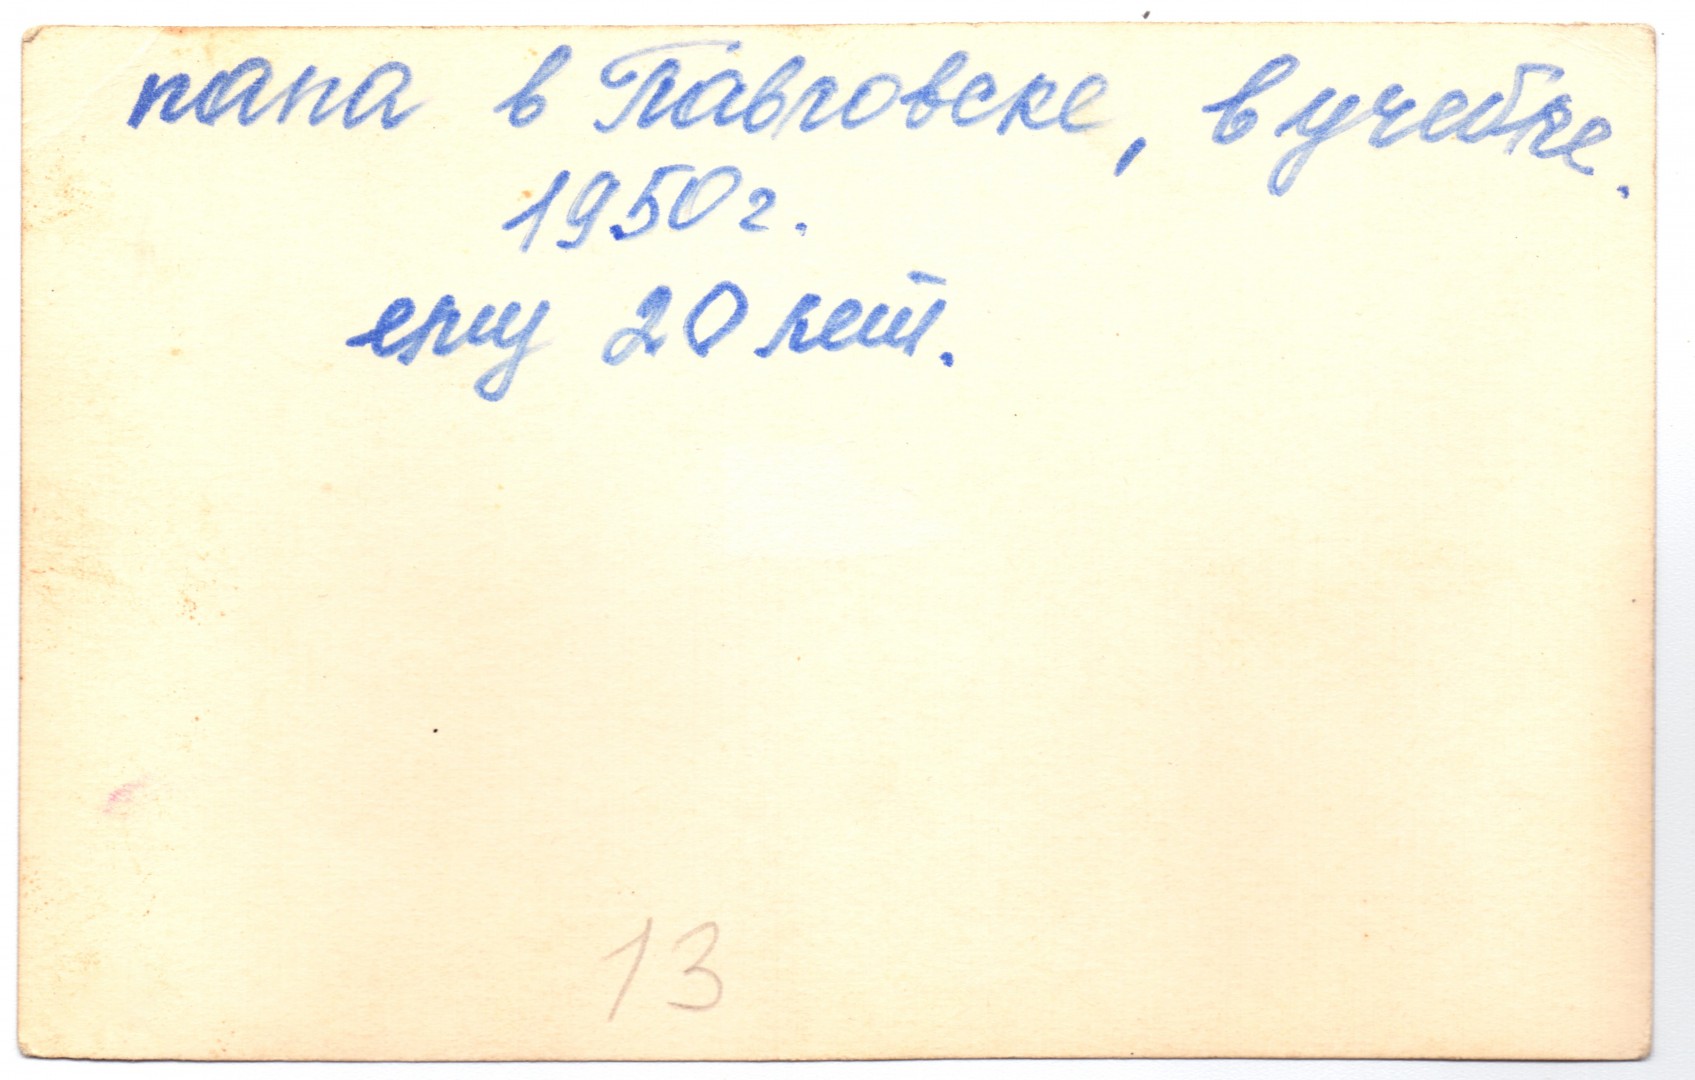 папа в Павловске, в учебке.
1950 г.
ему 20 лет.
13